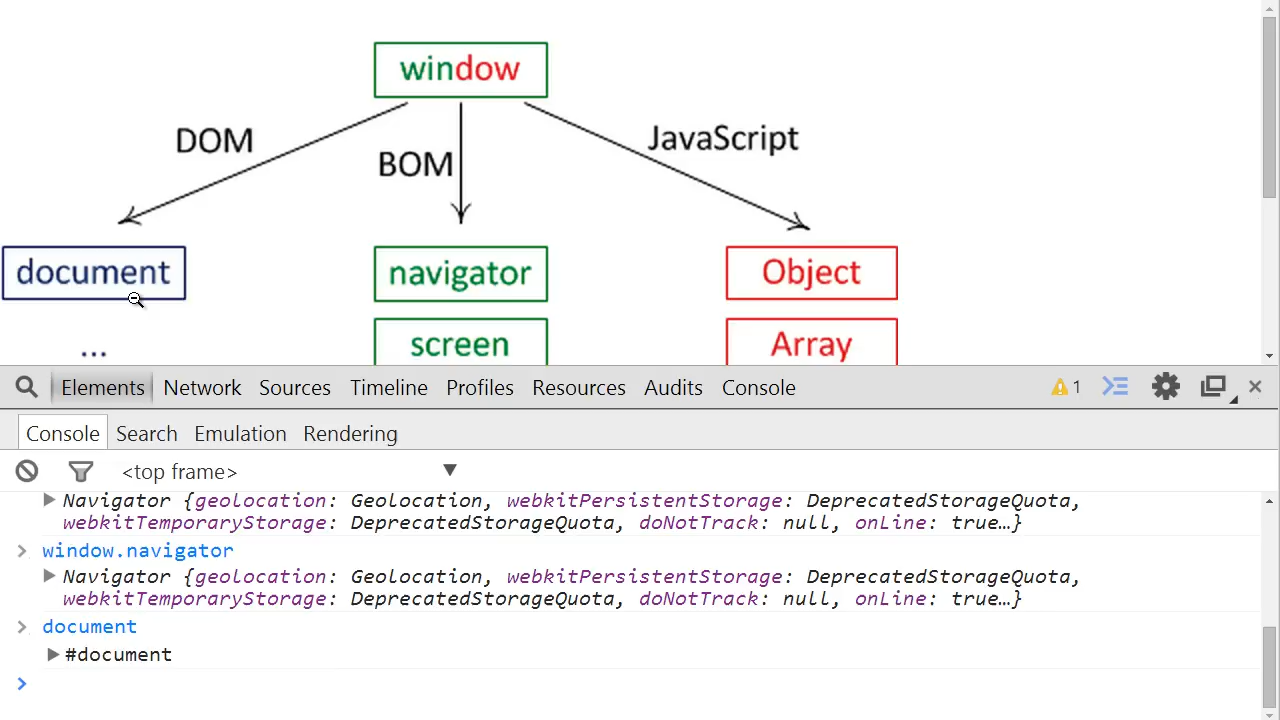 window
DOM
BOM
JavaScript
document
navigator
Object
...
screen
Array
Elements Network Sources Timeline Profiles Resources Audits Console
1
Console Search Emulation Rendering
<top frame>
Navigator {geolocation: Geolocation, webkitPersistentStorage: DeprecatedStorageQuota,
webkitTemporaryStorage: DeprecatedStorageQuota, doNotTrack: null, onLine: true…}
window.navigator
Navigator {geolocation: Geolocation, webkitPersistentStorage: DeprecatedStorageQuota,
webkitTemporaryStorage: DeprecatedStorageQuota, doNotTrack: null, onLine: true…}
document
#document